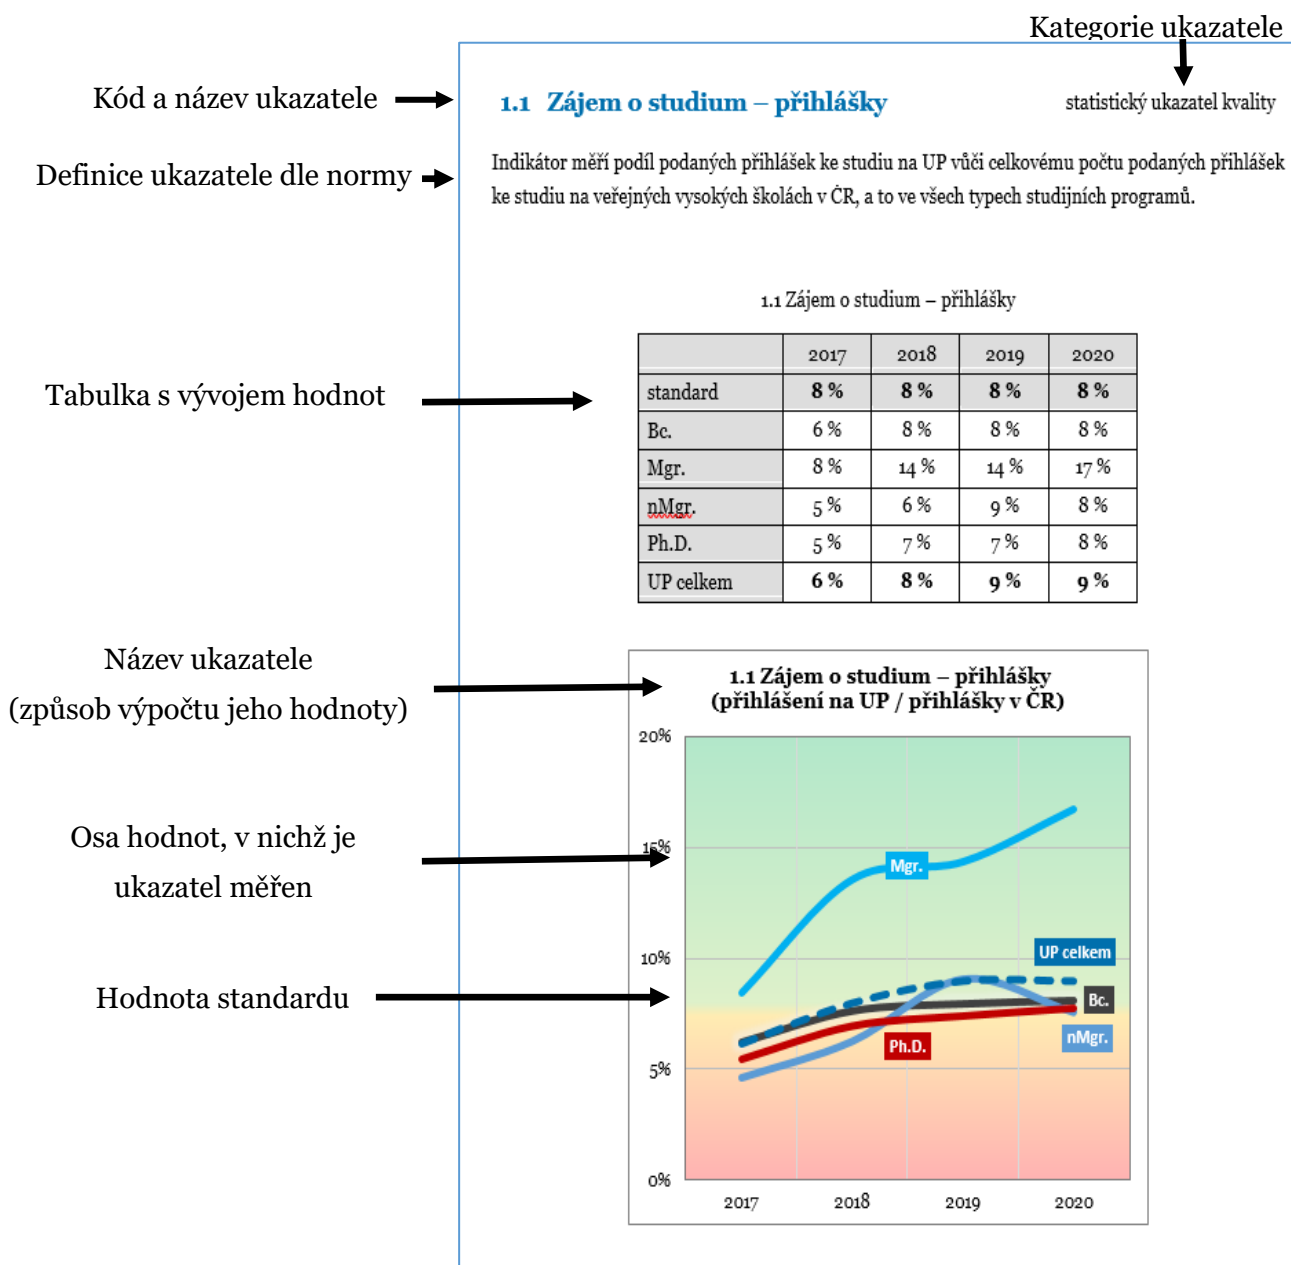 Kategorie ukazatele
Kód a název ukazatele
1.1 Zájem o studium – přihlášky
statistický ukazatel kvality
Definice ukazatele dle normy
Indikátor měří podíl podaných přihlášek ke studiu na UP vůči celkovému počtu podaných přihlášek
ke studiu na veřejných vysokých školách v ČR, a to ve všech typech studijních programů.
1.1 Zájem o studium – přihlášky
2017 2018 2019 2020
standard 8 % 8 % 8 % 8 %
Bc. 6 % 8 % 8 % 8 %
Mgr. 8 % 14 % 14 % 17 %
nMgr. 5 % 6 % 9 % 8 %
Ph.D. 5 % 7 % 7 % 8 %
UP celkem 6 % 8 % 9 % 9 %
Tabulka s vývojem hodnot
Název ukazatele
(způsob výpočtu jeho hodnoty)
1.1 Zájem o studium – přihlášky
(přihlášení na UP / přihlášky v ČR)
20%
Osa hodnot, v nichž je
ukazatel měřen
15%
Mgr.
10%
UP celkem
Hodnota standardu
Bc.
nMgr.
Ph.D.
5%
0%
2017 2018 2019 2020